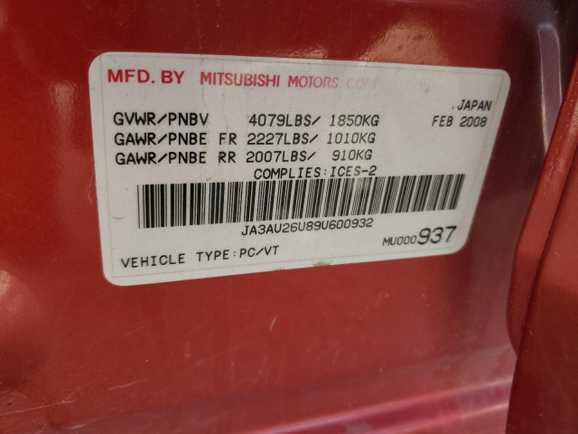 MFD. BY MITSUBISHI MOTORS
JAPAN
GVWR/PNBV 4079LBS/ 1850KG FEB 2008
GAWR/PNBE FR 2227LBS/ 1010KG
GAWR/PNBE RR 2007LBS/ 910KG
COMPLIES:ICES-2
JA3AU26U89U600932
VEHICLE TYPE:PC/VT MU000937